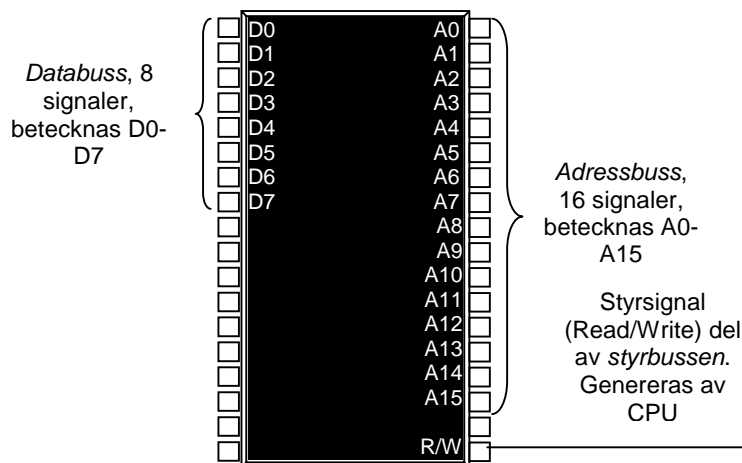 Databuss, 8
signaler,
betecknas D0-
D7
D0
D1
D2
D3
D4
D5
D6
D7
A0
A1
A2
A3
A4
A5
A6
A7
A8
A9
A10
A11
A12
A13
A14
A15
R/W
Adressbuss,
16 signaler,
betecknas A0-
A15
Styrsignal
(Read/Write) del
av styrbussen.
Genereras av
CPU